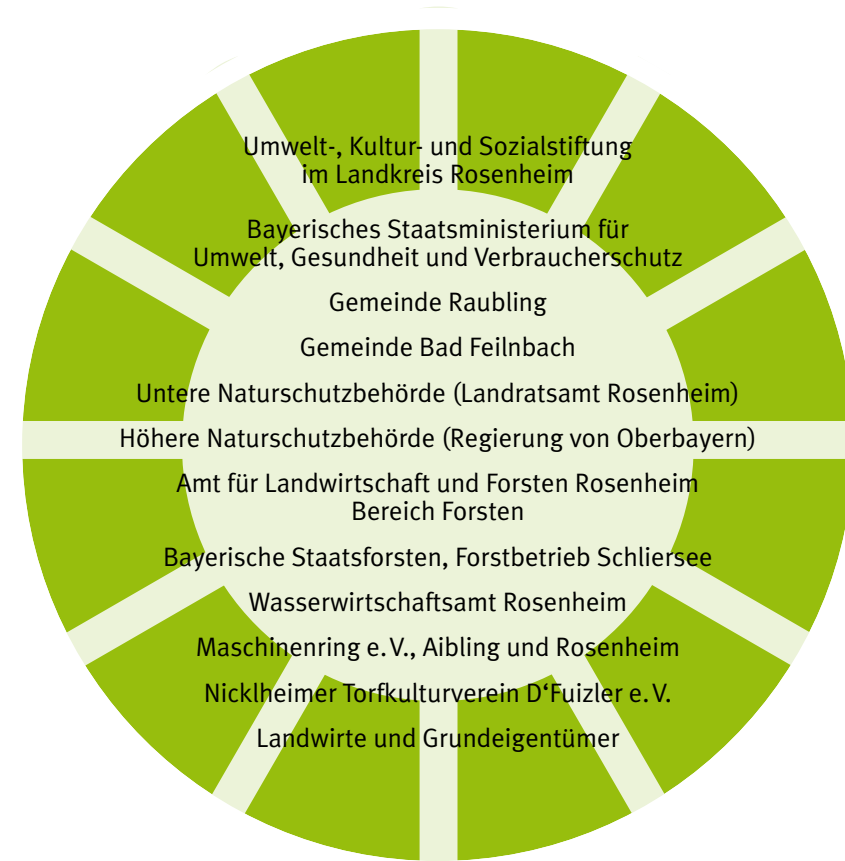 Umwelt-, Kultur- und Sozialstiftung
im Landkreis Rosenheim
Bayerisches Staatsministerium für
Umwelt, Gesundheit und Verbraucherschutz
Gemeinde Raubling
Gemeinde Bad Feilnbach
Untere Naturschutzbehörde (Landratsamt Rosenheim)
Höhere Naturschutzbehörde (Regierung von Oberbayern)
Amt für Landwirtschaft und Forsten Rosenheim
Bereich Forsten
Bayerische Staatsforsten, Forstbetrieb Schliersee
Wasserwirtschaftsamt Rosenheim
Maschinenring e. V., Aibling und Rosenheim
Nicklheimer Torfkulturverein D‘Fuizler e. V.
Landwirte und Grundeigentümer